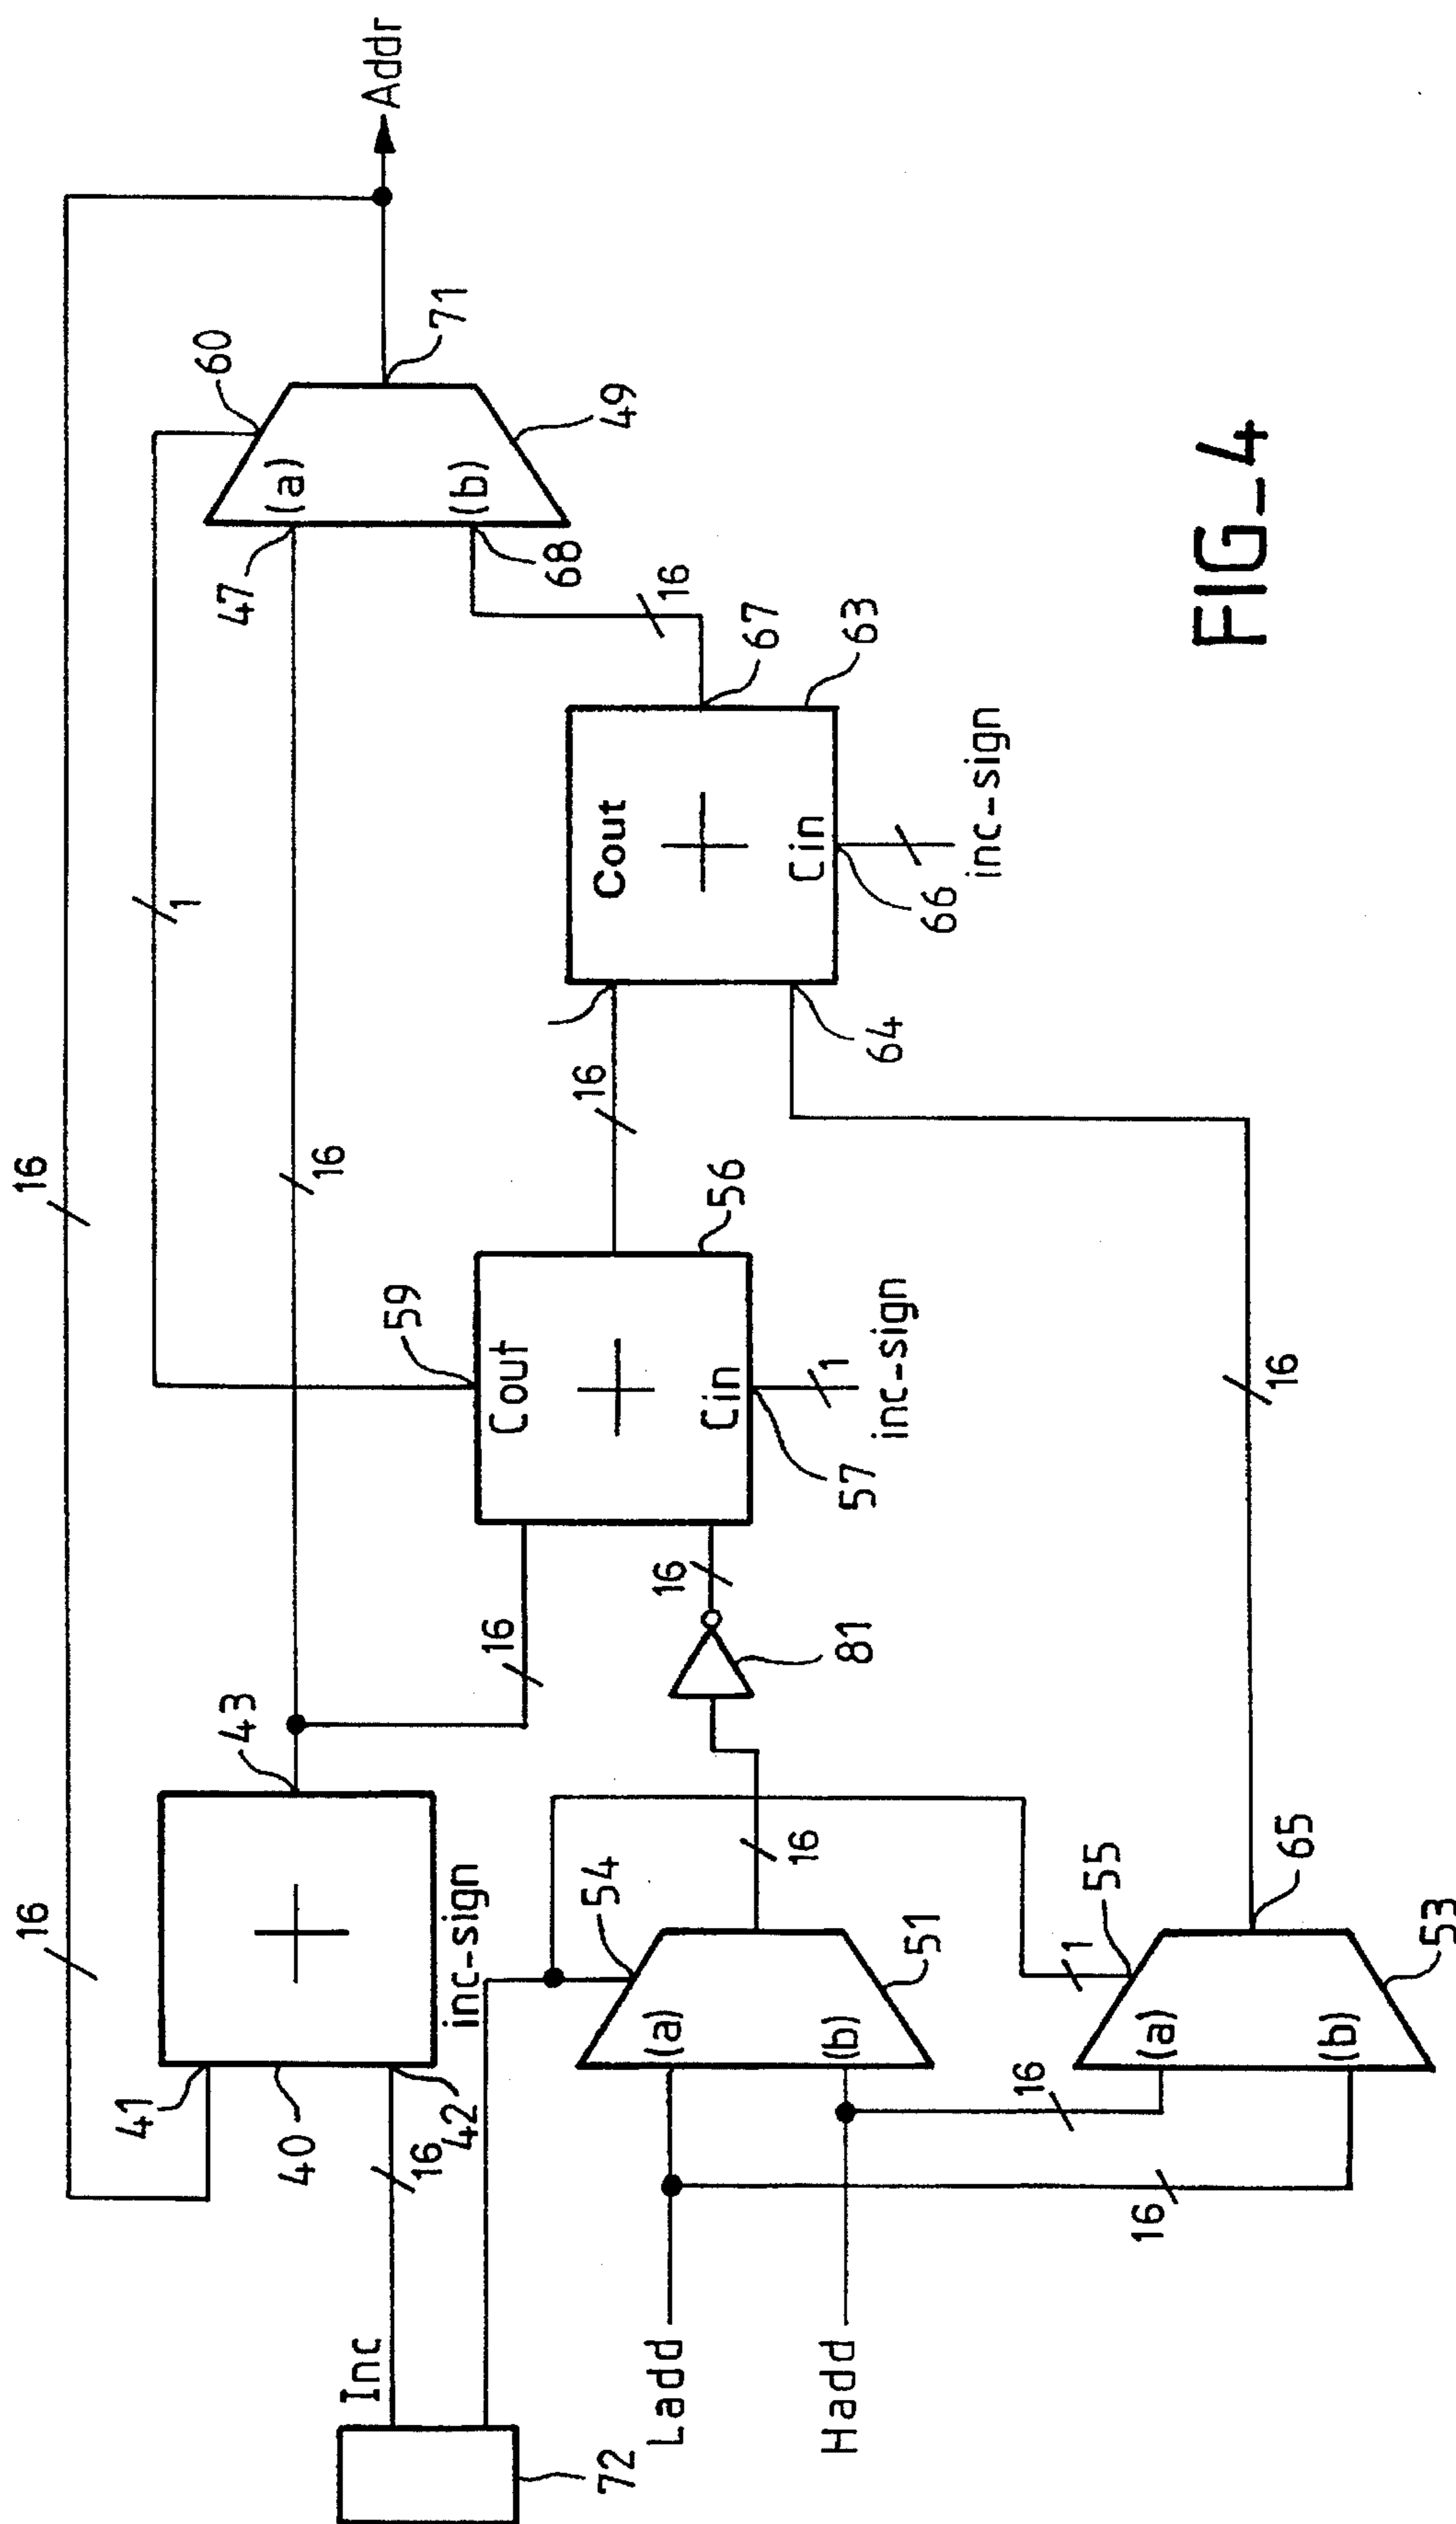 16
16
1
60
Addr
41
40
42
16
Inc
72
inc-sign
43
16
47
(a)
(b)
68
49
71
16
59
Cout
Cin
56
57
1
inc-sign
16
16
81
16
Cout
Cin
63
64
66
67
inc-sign
16
54
(a)
(b)
51
16
Ladd
Hadd
16
16
1
55
(a)
(b)
53
65
16
FIG_4